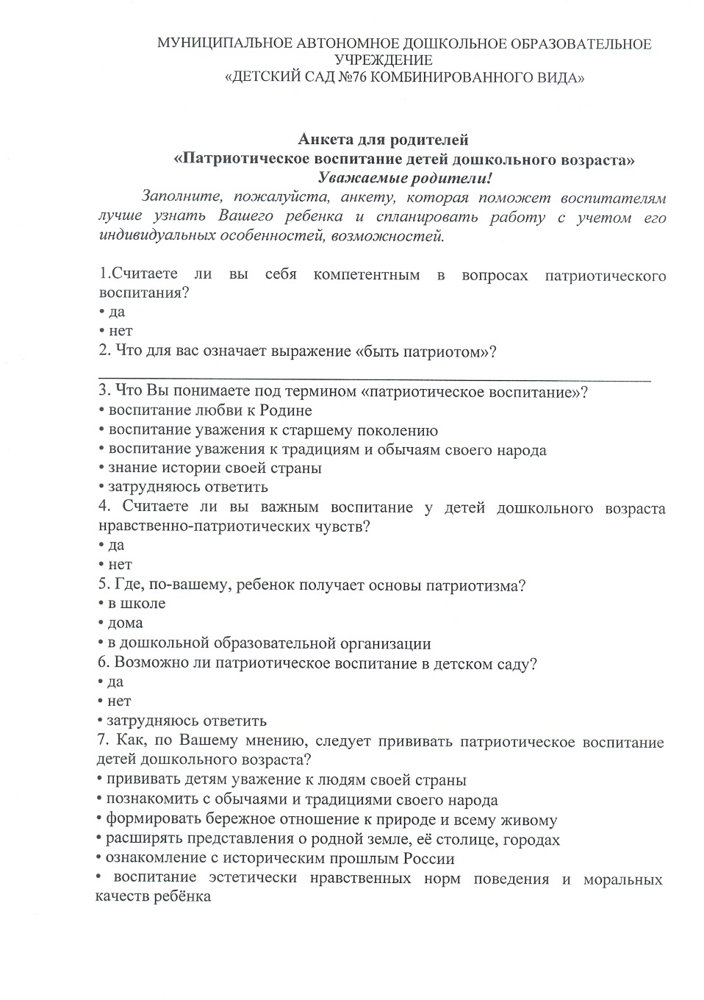 МУНИЦИПАЛЬНОЕ АВТОНОМНОЕ ДОШКОЛЬНОЕ ОБРАЗОВАТЕЛЬНОЕ
УЧРЕЖДЕНИЕ
«ДЕТСКИЙ САД №76 КОМБИНИРОВАННОГО ВИДА»
Анкета для родителей
«Патриотическое воспитание детей дошкольного возраста»
Уважаемые родители!
Заполните, пожалуйста, анкету, которая поможет воспитателям
лучше узнать Вашего ребенка и спланировать работу с учетом его
индивидуальных особенностей, возможностей.
1.Считаете ли вы себя компетентным в вопросах патриотического
воспитания?
• да
• нет
2. Что для вас означает выражение «быть патриотом»?
3. Что Вы понимаете под термином «патриотическое воспитание»?
• воспитание любви к Родине
• воспитание уважения к старшему поколению
• воспитание уважения к традициям и обычаям своего народа
• знание истории своей страны
• затрудняюсь ответить
4. Считаете ли вы важным воспитание у детей дошкольного возраста
нравственно-патриотических чувств?
• да
• нет
5. Где, по-вашему, ребенок получает основы патриотизма?
• в школе
• дома
• в дошкольной образовательной организации
6. Возможно ли патриотическое воспитание в детском саду?
• да
• нет
• затрудняюсь ответить
7. Как, по Вашему мнению, следует прививать патриотическое воспитание
детей дошкольного возраста?
• прививать детям уважение к людям своей страны
• познакомить с обычаями и традициями своего народа
• формировать бережное отношение к природе и всему живому
• расширять представления о родной земле, её столице, городах
• ознакомление с историческим прошлым России
• воспитание эстетически нравственных норм поведения и моральных
качеств ребёнка